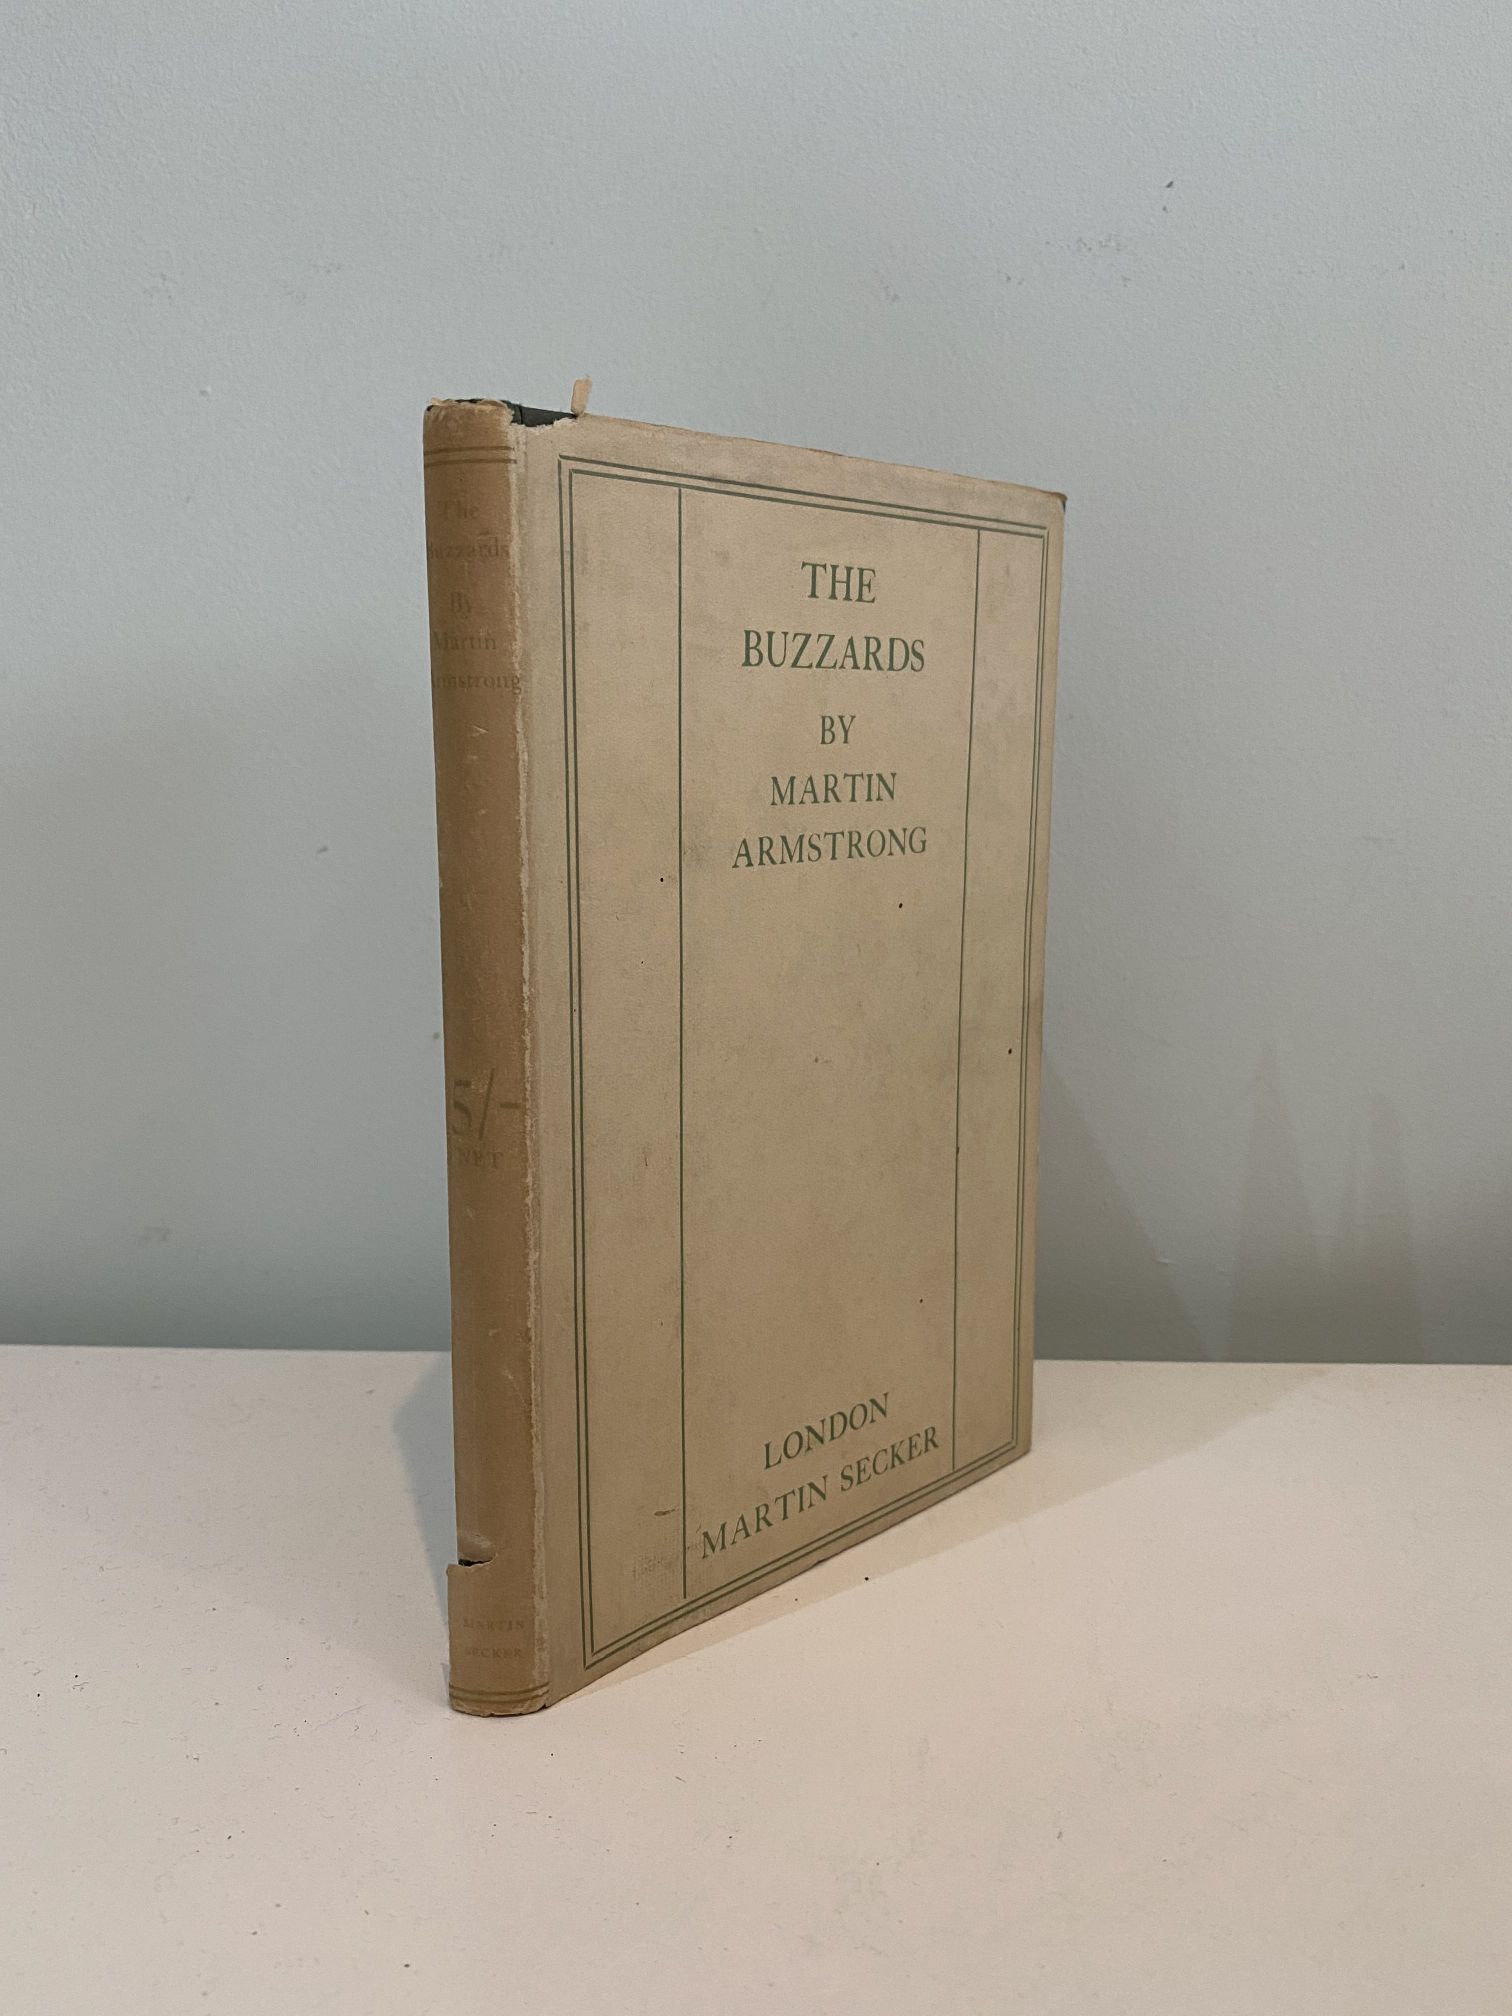 The
Buzzards
By
Martin
Armstrong
5/-
NET
MARTIN
SECKER
THE
BUZZARDS
BY
MARTIN
ARMSTRONG
LONDON
MARTIN SECKER